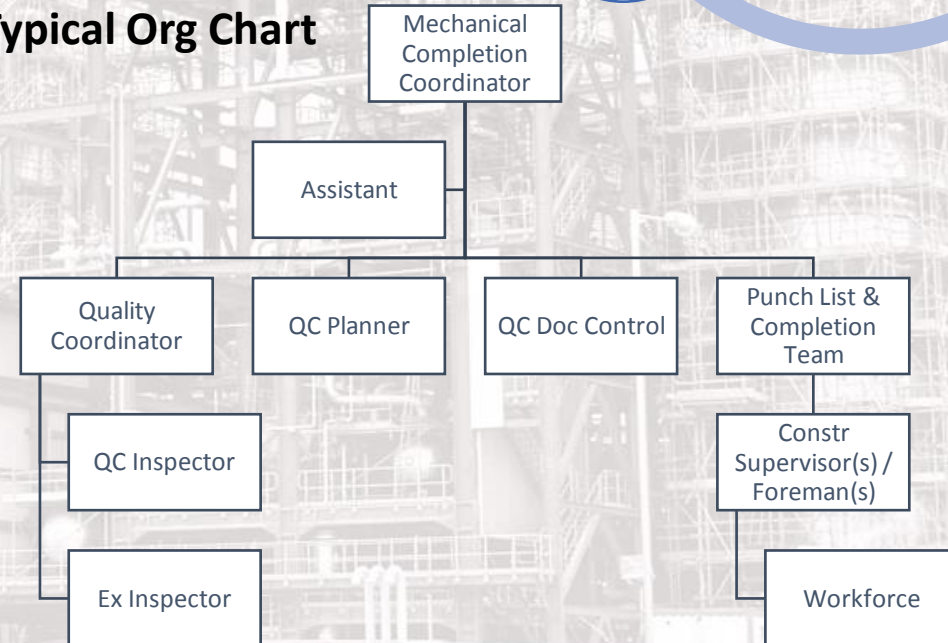 Typical Org Chart
Mechanical
Completion
Coordinator
Assistant
Quality
Coordinator
QC Planner
QC Doc Control
Punch List &
Completion
Team
QC Inspector
Constr
Supervisor(s) /
Foreman(s)
Ex Inspector
Workforce